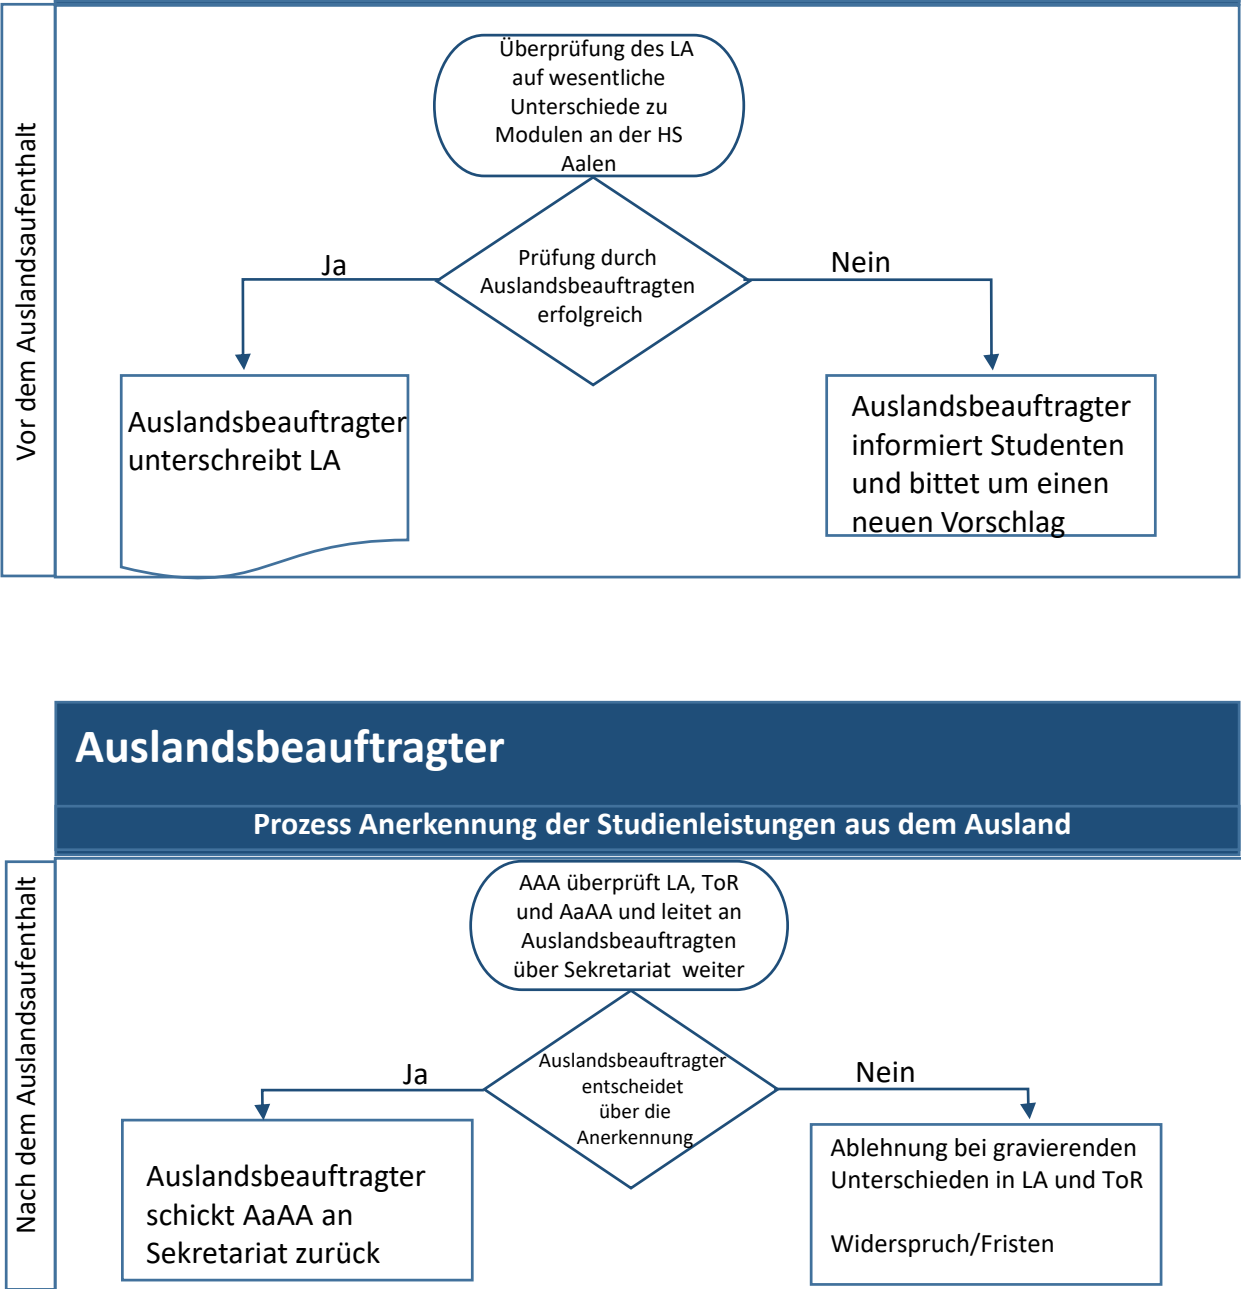 Vor dem Auslandsaufenthalt
Überprüfung des LA
auf wesentliche
Unterschiede zu
Modulen an der HS
Aalen
Prüfung durch
Auslandsbeauftragten
erfolgreich
Ja
Nein
Auslandsbeauftragter
unterschreibt LA
Auslandsbeauftragter
informiert Studenten
und bittet um einen
neuen Vorschlag
Auslandsbeauftragter
Prozess Anerkennung der Studienleistungen aus dem Ausland
Nach dem Auslandsaufenthalt
AAA überprüft LA, ToR
und AaAA und leitet an
Auslandsbeauftragten
über Sekretariat weiter
Auslandsbeauftragter
entscheidet
über die
Anerkennung
Ja
Nein
Auslandsbeauftragter
schickt AaAA an
Sekretariat zurück
Ablehnung bei gravierenden
Unterschieden in LA und ToR
Widerspruch/Fristen